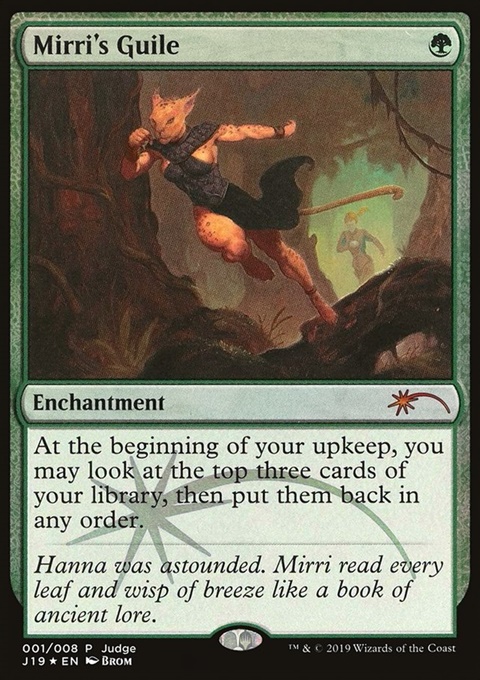 Mirri's Guile
Enchantment
At the beginning of your upkeep, you
may look at the top three cards of
your library, then put them back in
any order.
Hanna was astounded. Mirri read every
leaf and wisp of breeze like a book of
ancient lore.
001/008 P Judge
J19 ★ EN Brom
™ & © 2019 Wizards of the Coast